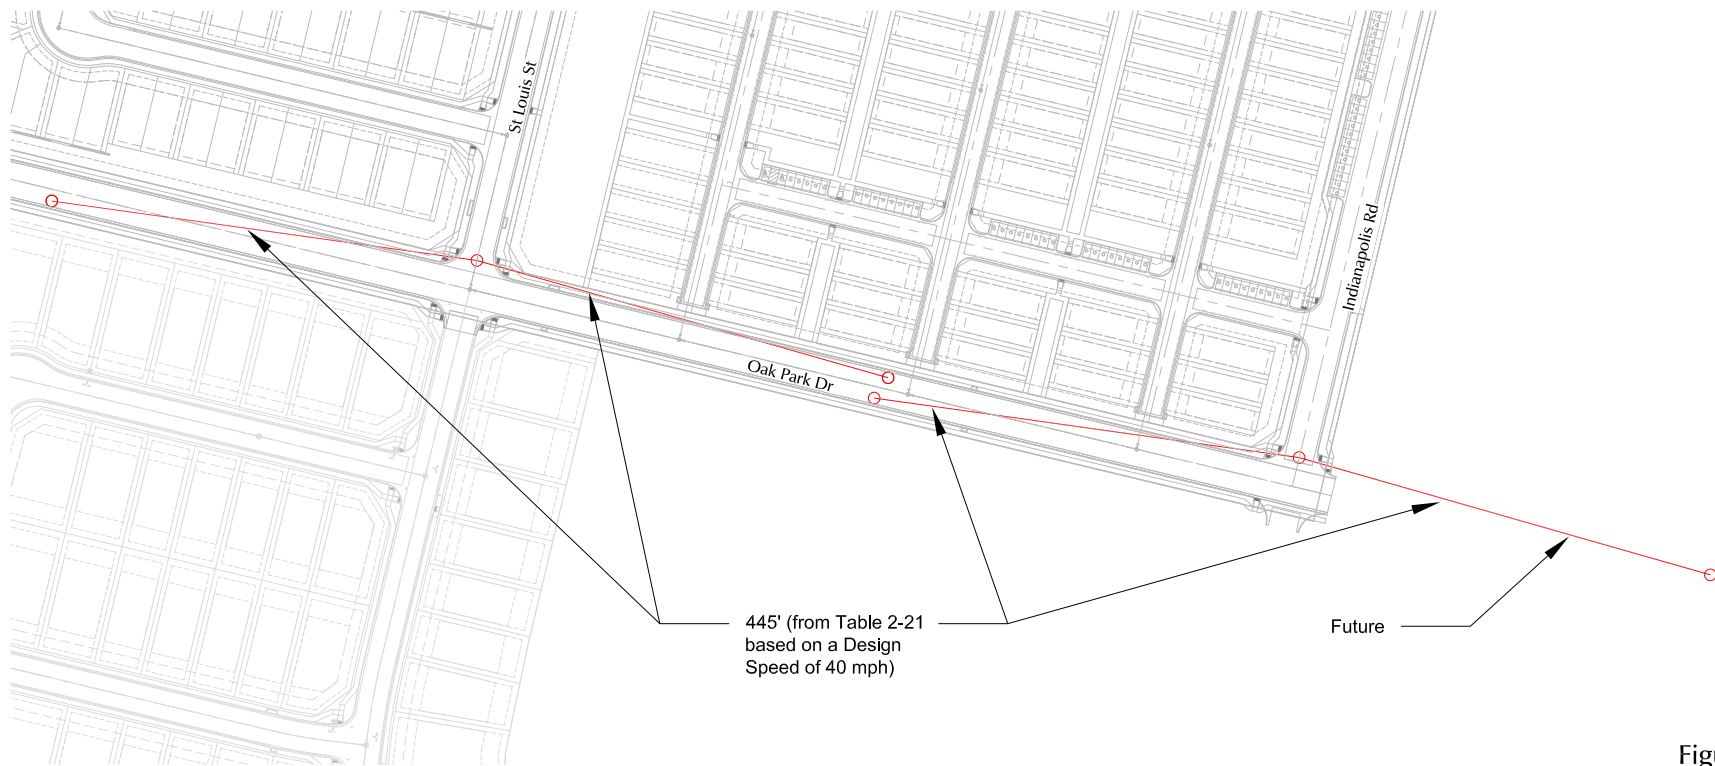 St Louis St
Indianapolis Rd
Oak Park Dr
445' (from Table 2-21
based on a Design
Speed of 40 mph)
Future